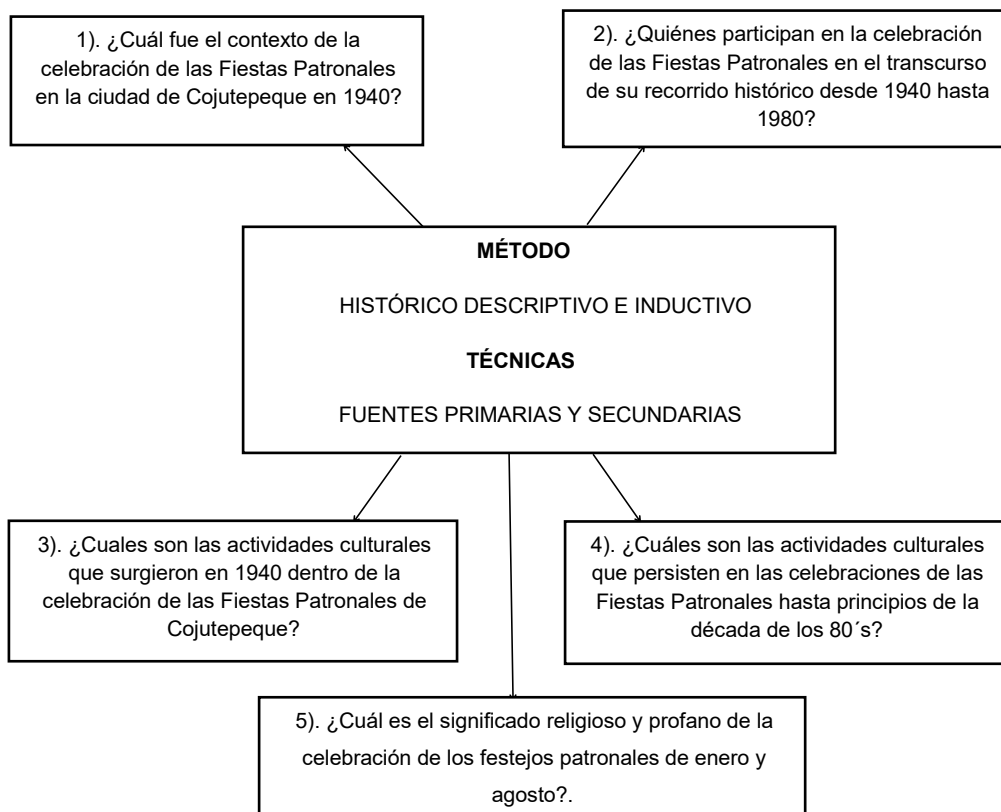 1). ¿Cuál fue el contexto de la
celebración de las Fiestas Patronales
en la ciudad de Cojutepeque en 1940?
2). ¿Quiénes participan en la celebración
de las Fiestas Patronales en el transcurso
de su recorrido histórico desde 1940 hasta
1980?
MÉTODO
HISTÓRICO DESCRIPTIVO E INDUCTIVO
TÉCNICAS
FUENTES PRIMARIAS Y SECUNDARIAS
3). ¿Cuales son las actividades culturales
que surgieron en 1940 dentro de la
celebración de las Fiestas Patronales de
Cojutepeque?
4). ¿Cuáles son las actividades culturales
que persisten en las celebraciones de las
Fiestas Patronales hasta principios de la
década de los 80´s?
5). ¿Cuál es el significado religioso y profano de la
celebración de los festejos patronales de enero y
agosto?.